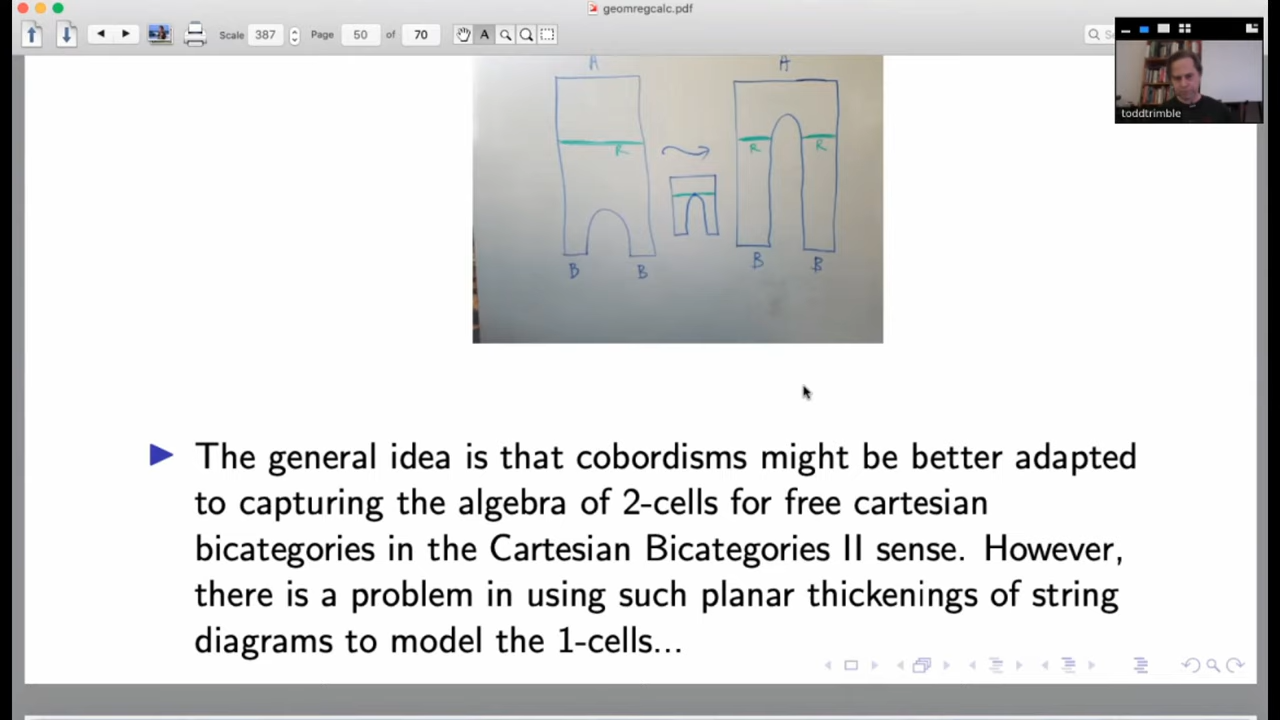 geomregcalc.pdf
Scale 387 Page 50 of 70
toddtrimble
A A
R R R
B B B B
The general idea is that cobordisms might be better adapted
to capturing the algebra of 2-cells for free cartesian
bicategories in the Cartesian Bicategories II sense. However,
there is a problem in using such planar thickenings of string
diagrams to model the 1-cells...